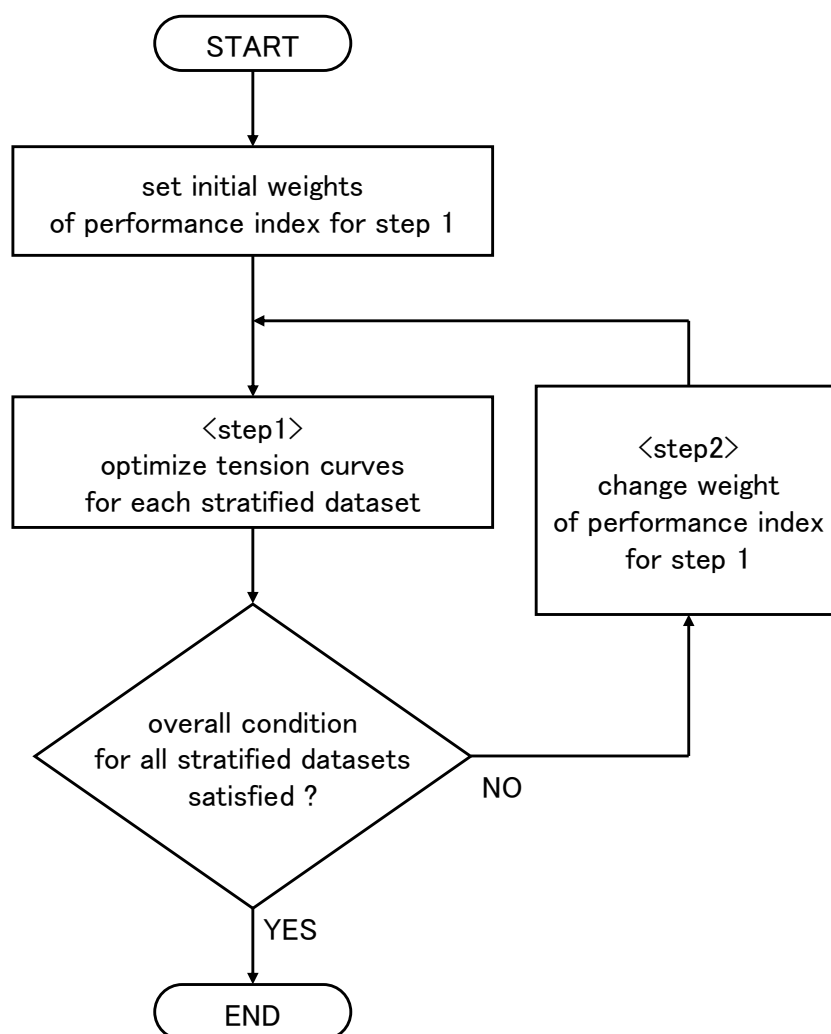 START
set initial weights
of performance index for step 1
<step1>
optimize tension curves
for each stratified dataset
<step2>
change weight
of performance index
for step 1
overall condition
for all stratified datasets
satisfied ?
NO
YES
END